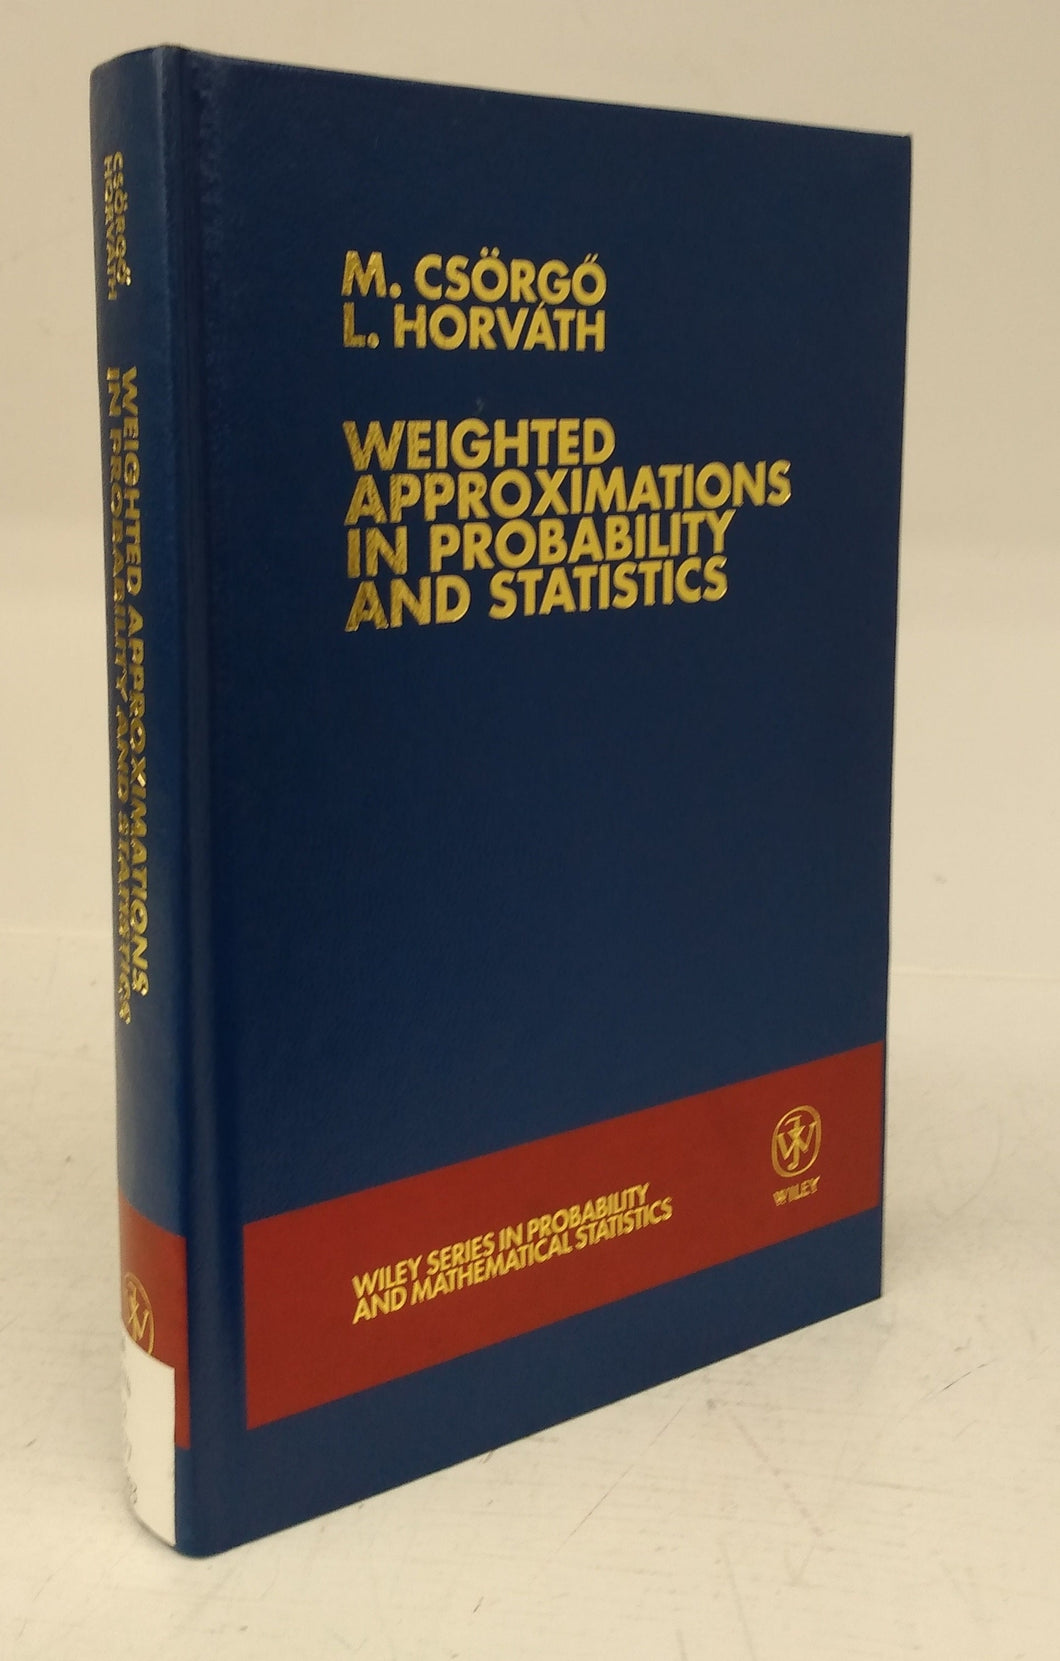 CSÖRGŐ
HORVÁTH
WEIGHTED APPROXIMATIONS
IN PROBABILITY AND STATISTICS
M. CSÖRGŐ
L. HORVÁTH
WEIGHTED
APPROXIMATIONS
IN PROBABILITY
AND STATISTICS
WILEY SERIES IN PROBABILITY
AND MATHEMATICAL STATISTICS
WILEY